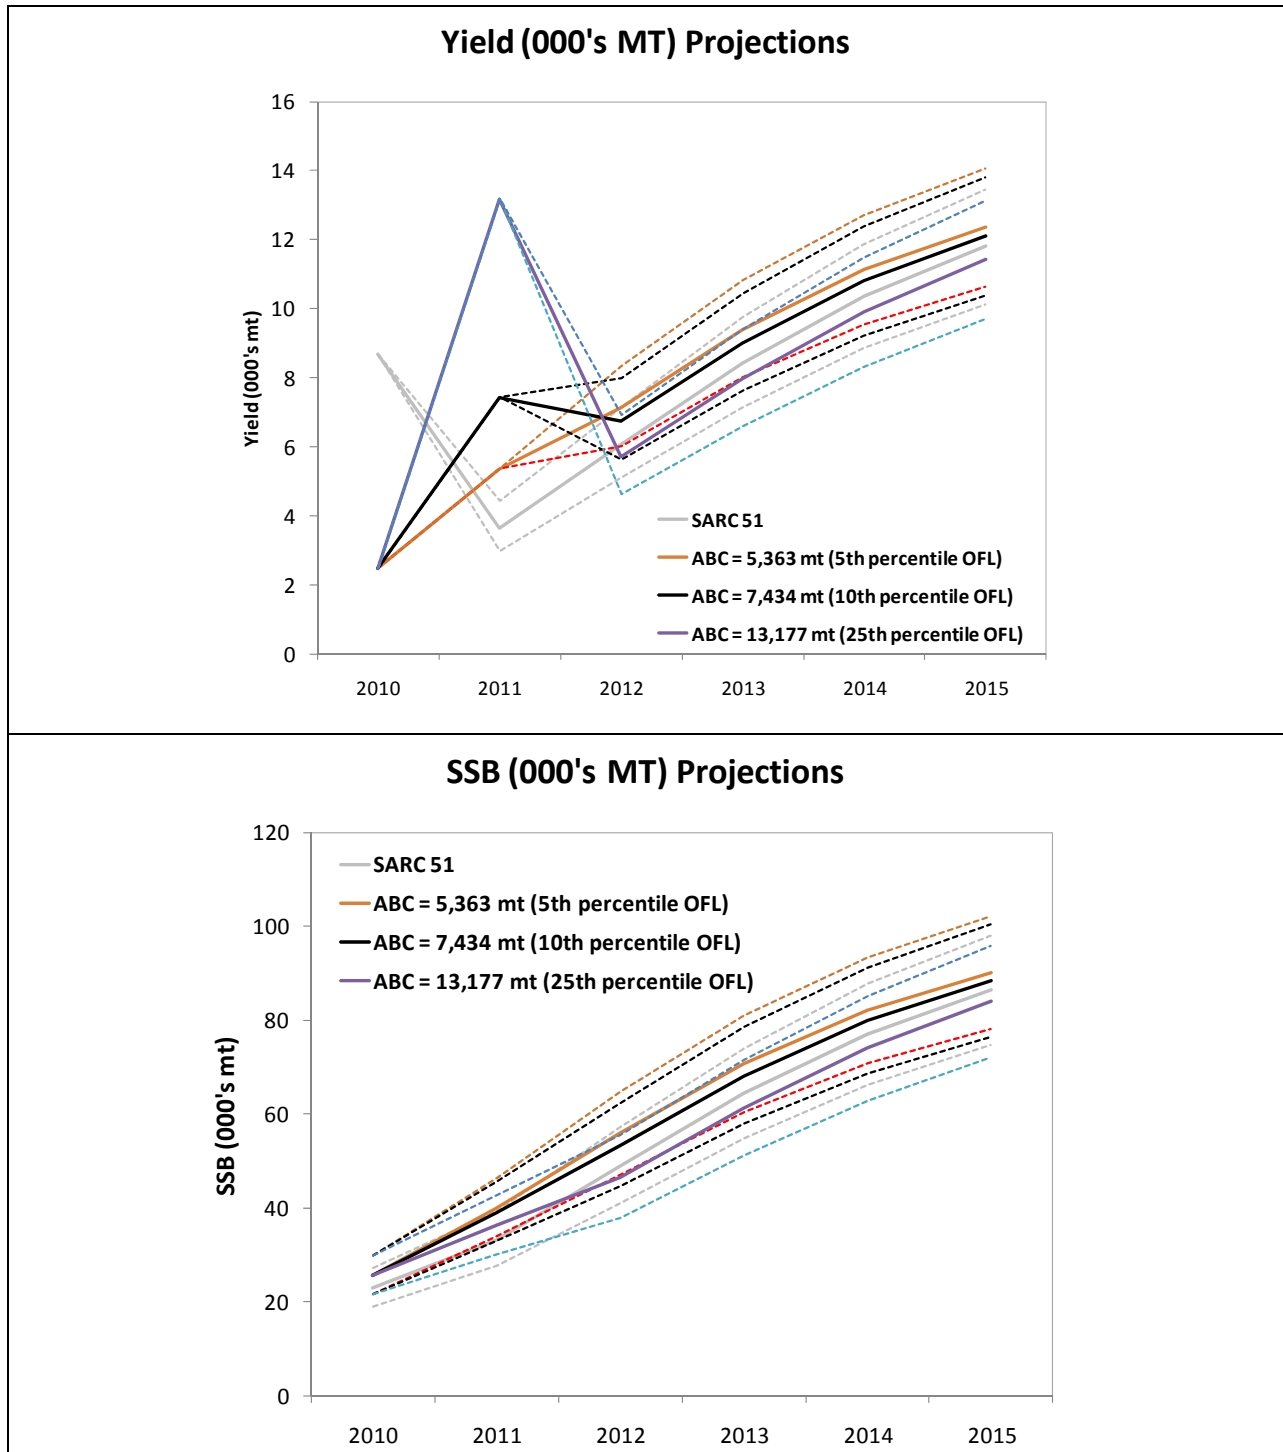 Yield (000's MT) Projections
16
14
12
10
8
6
4
2
0
Yield (000's mt)
SARC 51
ABC = 5,363 mt (5th percentile OFL)
ABC = 7,434 mt (10th percentile OFL)
ABC = 13,177 mt (25th percentile OFL)
2010 2011 2012 2013 2014 2015
SSB (000's MT) Projections
120
100
80
60
40
20
0
SSB (000's mt)
SARC 51
ABC = 5,363 mt (5th percentile OFL)
ABC = 7,434 mt (10th percentile OFL)
ABC = 13,177 mt (25th percentile OFL)
2010 2011 2012 2013 2014 2015